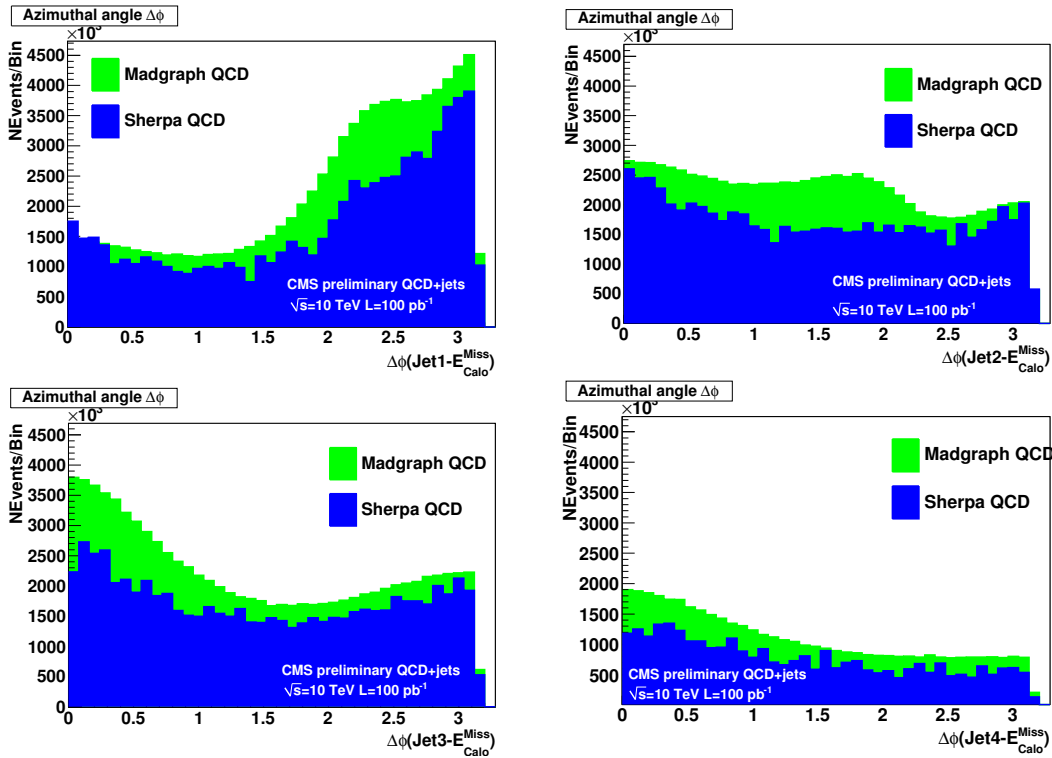 Azimuthal angle Δϕ
×10³
NEvents/Bin
4500
4000
3500
3000
2500
2000
1500
1000
500
0
Madgraph QCD
Sherpa QCD
CMS preliminary QCD+jets
√s=10 TeV L=100 pb⁻¹
0 0.5 1 1.5 2 2.5 3
Δϕ(Jet1-E^Miss_Calo)
Azimuthal angle Δϕ
×10³
NEvents/Bin
4500
4000
3500
3000
2500
2000
1500
1000
500
0
Madgraph QCD
Sherpa QCD
CMS preliminary QCD+jets
√s=10 TeV L=100 pb⁻¹
0 0.5 1 1.5 2 2.5 3
Δϕ(Jet2-E^Miss_Calo)
Azimuthal angle Δϕ
×10³
NEvents/Bin
4500
4000
3500
3000
2500
2000
1500
1000
500
0
Madgraph QCD
Sherpa QCD
CMS preliminary QCD+jets
√s=10 TeV L=100 pb⁻¹
0 0.5 1 1.5 2 2.5 3
Δϕ(Jet3-E^Miss_Calo)
Azimuthal angle Δϕ
×10³
NEvents/Bin
4500
4000
3500
3000
2500
2000
1500
1000
500
Madgraph QCD
Sherpa QCD
CMS preliminary QCD+jets
√s=10 TeV L=100 pb⁻¹
0 0.5 1 1.5 2 2.5 3
Δϕ(Jet4-E^Miss_Calo)